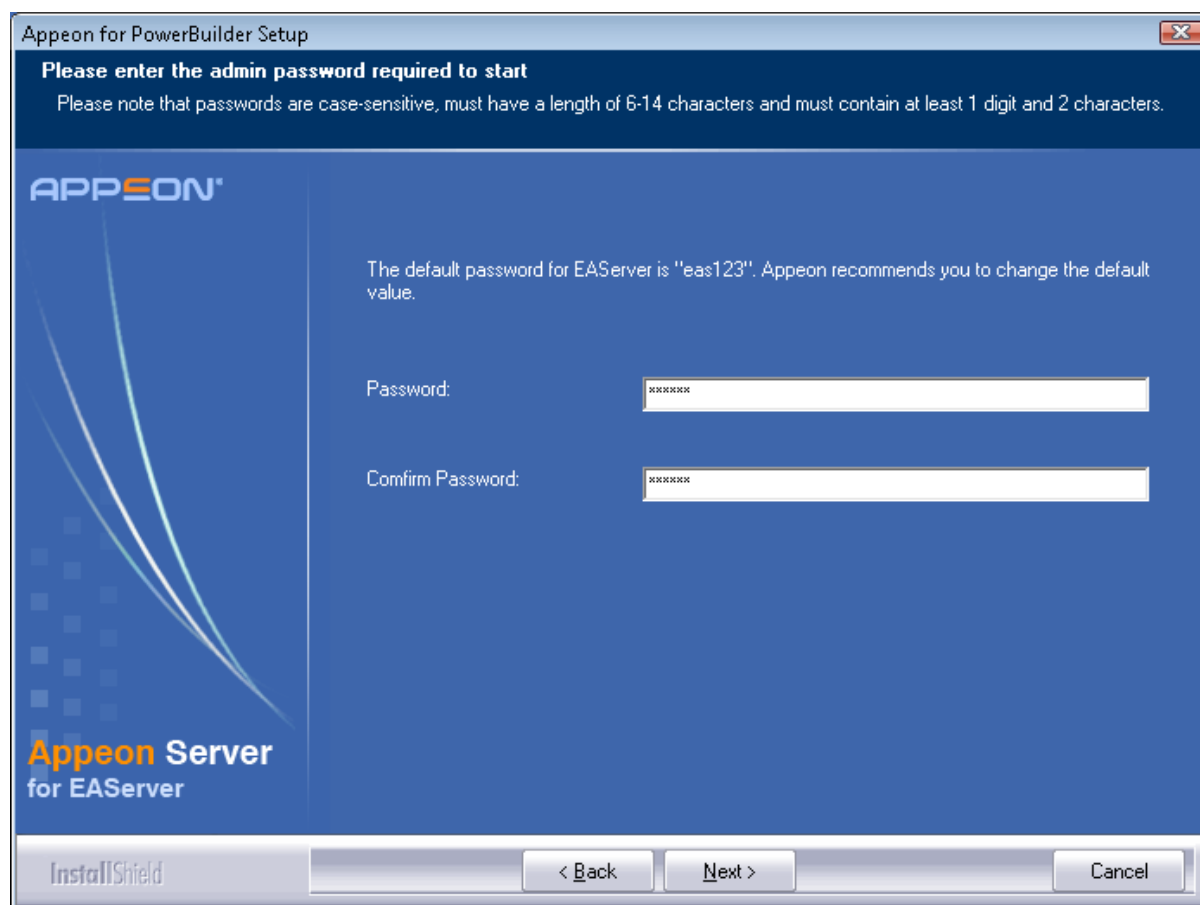 Appeon for PowerBuilder Setup
Please enter the admin password required to start
Please note that passwords are case-sensitive, must have a length of 6-14 characters and must contain at least 1 digit and 2 characters.
APPEON
The default password for EAServer is "eas123". Appeon recommends you to change the default
value.
Password:
xxxxxx
Comfirm Password:
xxxxxx
Appeon Server
for EAServer
InstallShield
< Back
Next >
Cancel